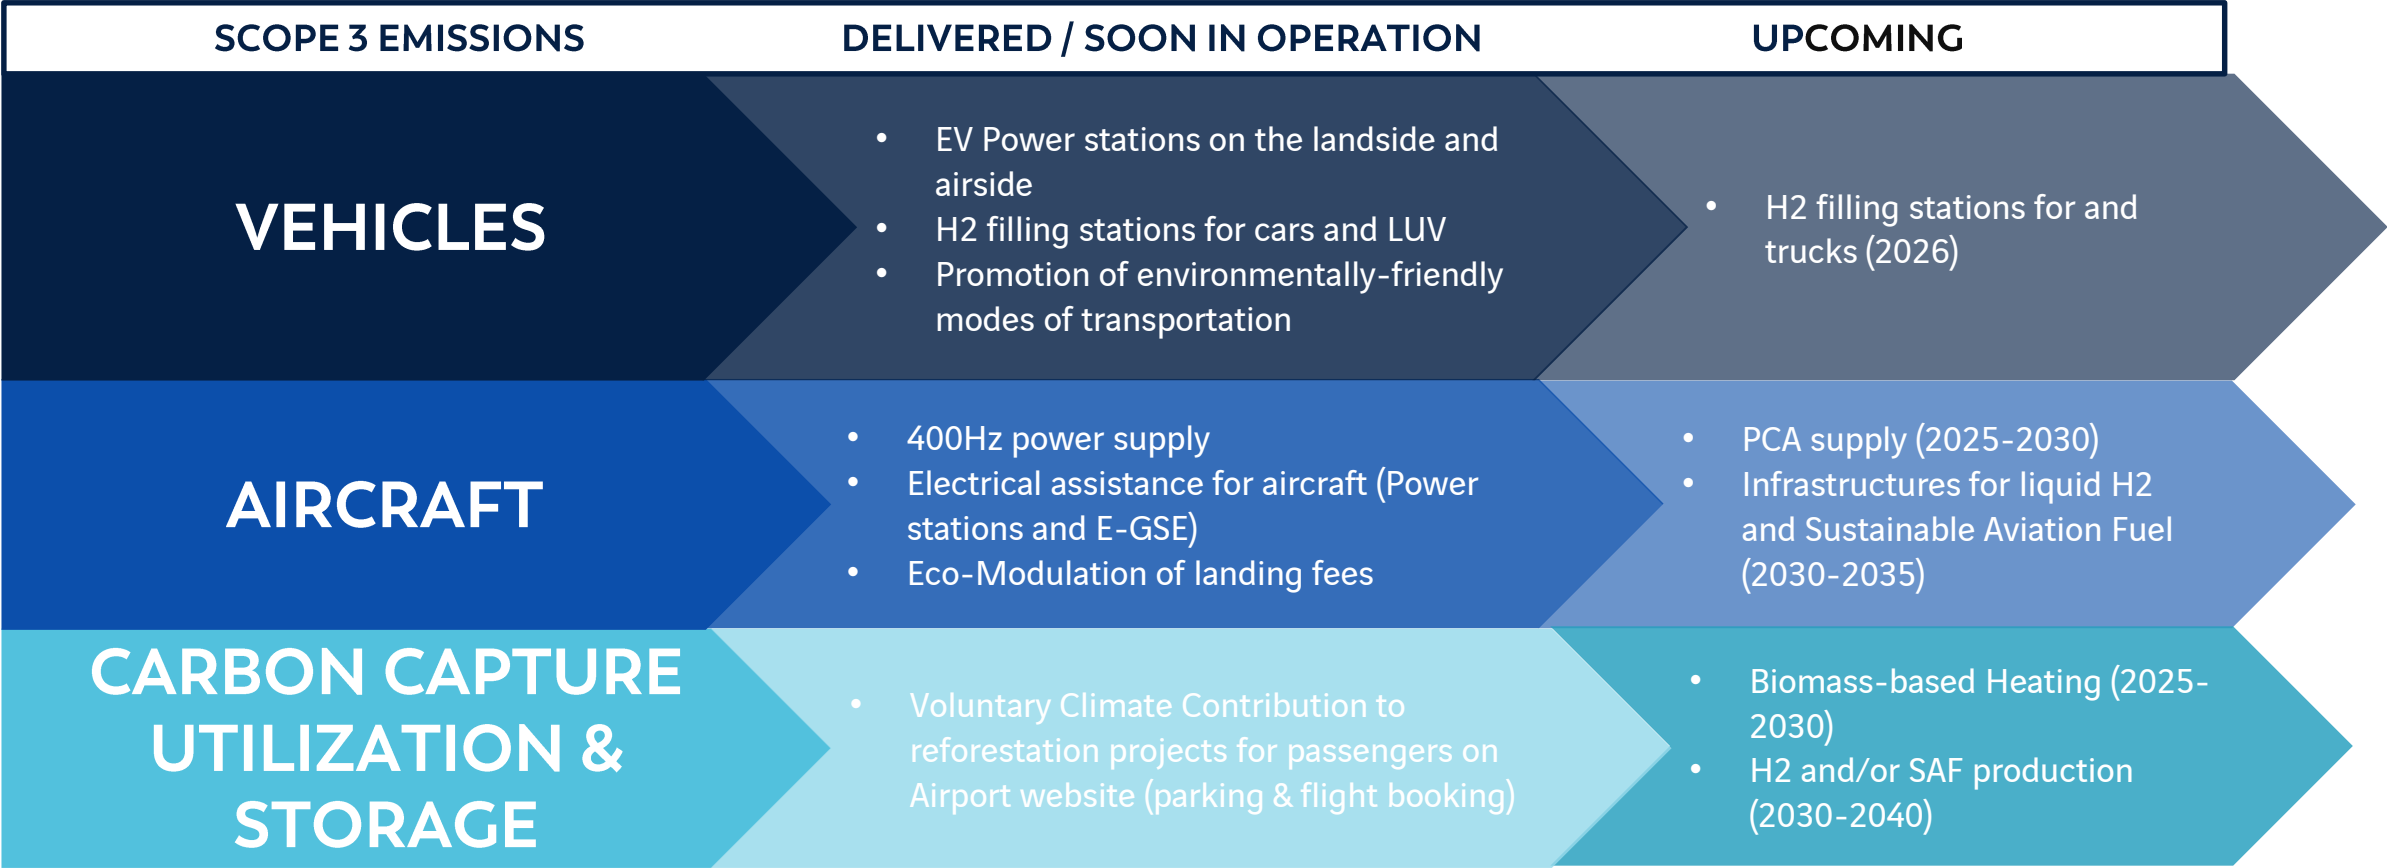 SCOPE 3 EMISSIONS
DELIVERED / SOON IN OPERATION
UPCOMING
VEHICLES
• EV Power stations on the landside and
airside
• H2 filling stations for cars and LUV
• Promotion of environmentally-friendly
modes of transportation
• H2 filling stations for and
trucks (2026)
AIRCRAFT
• 400Hz power supply
• Electrical assistance for aircraft (Power
stations and E-GSE)
• Eco-Modulation of landing fees
• PCA supply (2025-2030)
• Infrastructures for liquid H2
and Sustainable Aviation Fuel
(2030-2035)
CARBON CAPTURE
UTILIZATION &
STORAGE
• Voluntary Climate Contribution to
reforestation projects for passengers on
Airport website (parking & flight booking)
• Biomass-based Heating (2025-
2030)
• H2 and/or SAF production
(2030-2040)